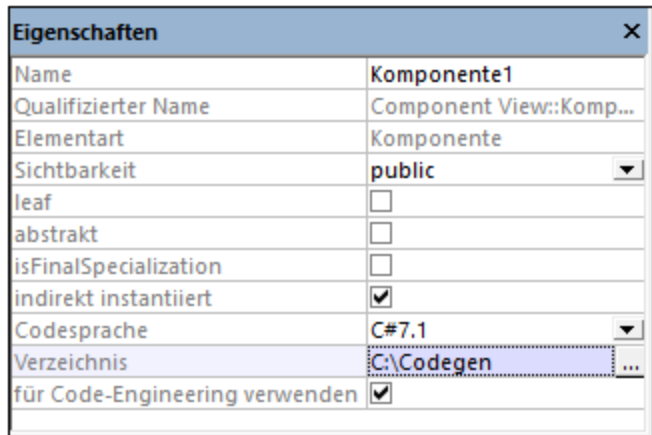 Eigenschaften
Name Komponente1
Qualifizierter Name Component View::Komp...
Elementart Komponente
Sichtbarkeit public
leaf
abstrakt
isFinalSpecialization
indirekt instantiiert
Codesprache C#7.1
Verzeichnis C:\Codegen ...
für Code-Engineering verwenden